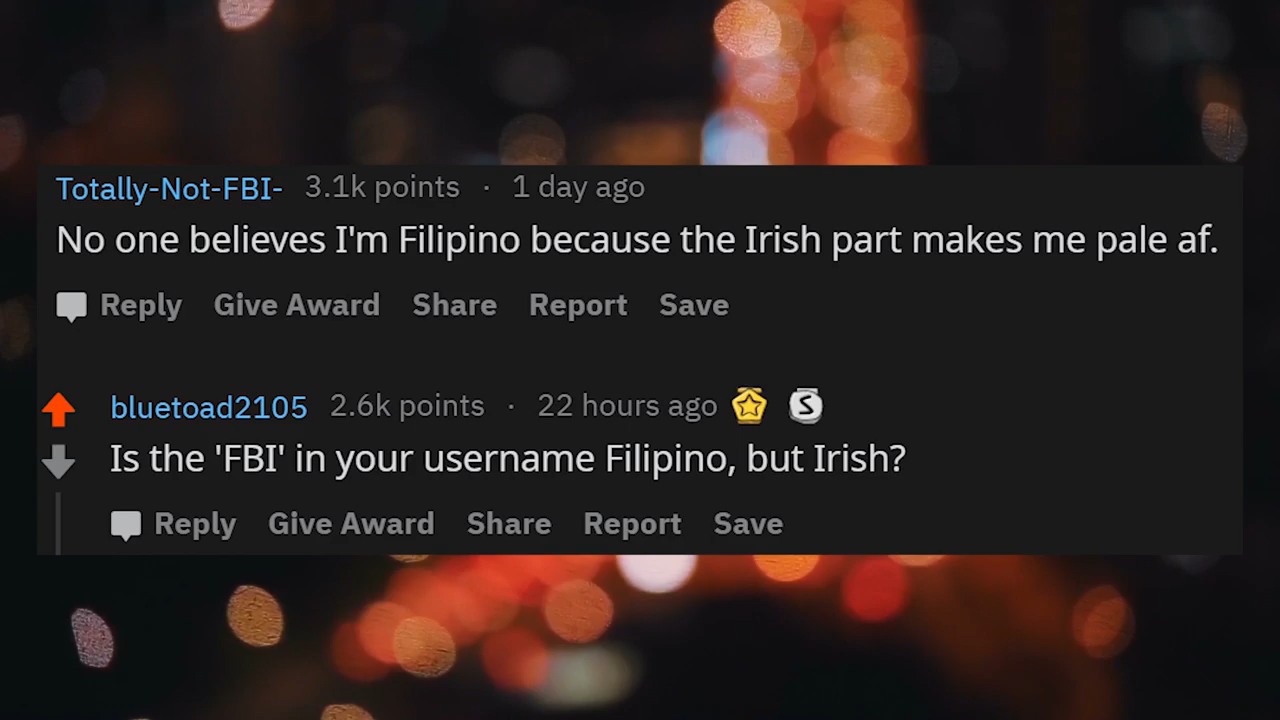 Totally-Not-FBI- 3.1k points · 1 day ago
No one believes I'm Filipino because the Irish part makes me pale af.
Reply Give Award Share Report Save
bluetoad2105 2.6k points · 22 hours ago S
Is the 'FBI' in your username Filipino, but Irish?
Reply Give Award Share Report Save